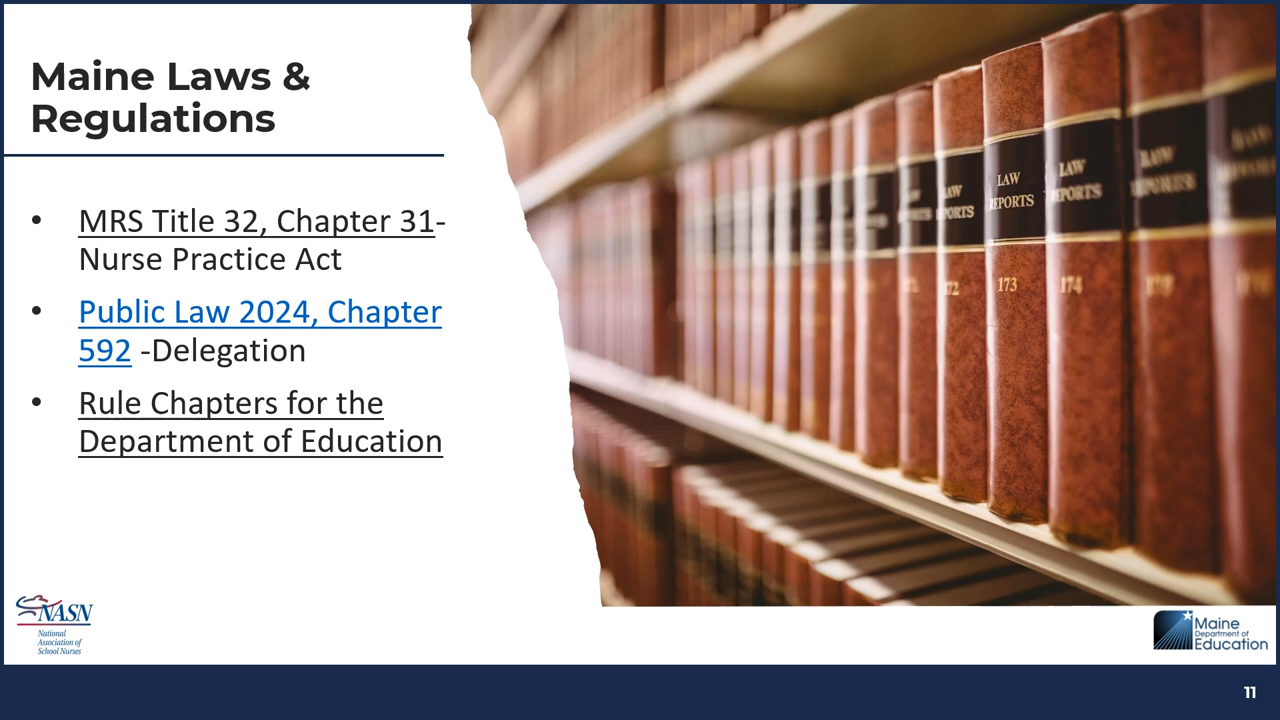 Maine Laws &
Regulations
• MRS Title 32, Chapter 31-
Nurse Practice Act
• Public Law 2024, Chapter
592 -Delegation
• Rule Chapters for the
Department of Education
LAW
REPORTS
173
LAW
REPORTS
174
LAW
REPORTS
NASN
National
Association of
School Nurses
Maine
Department of
Education
11